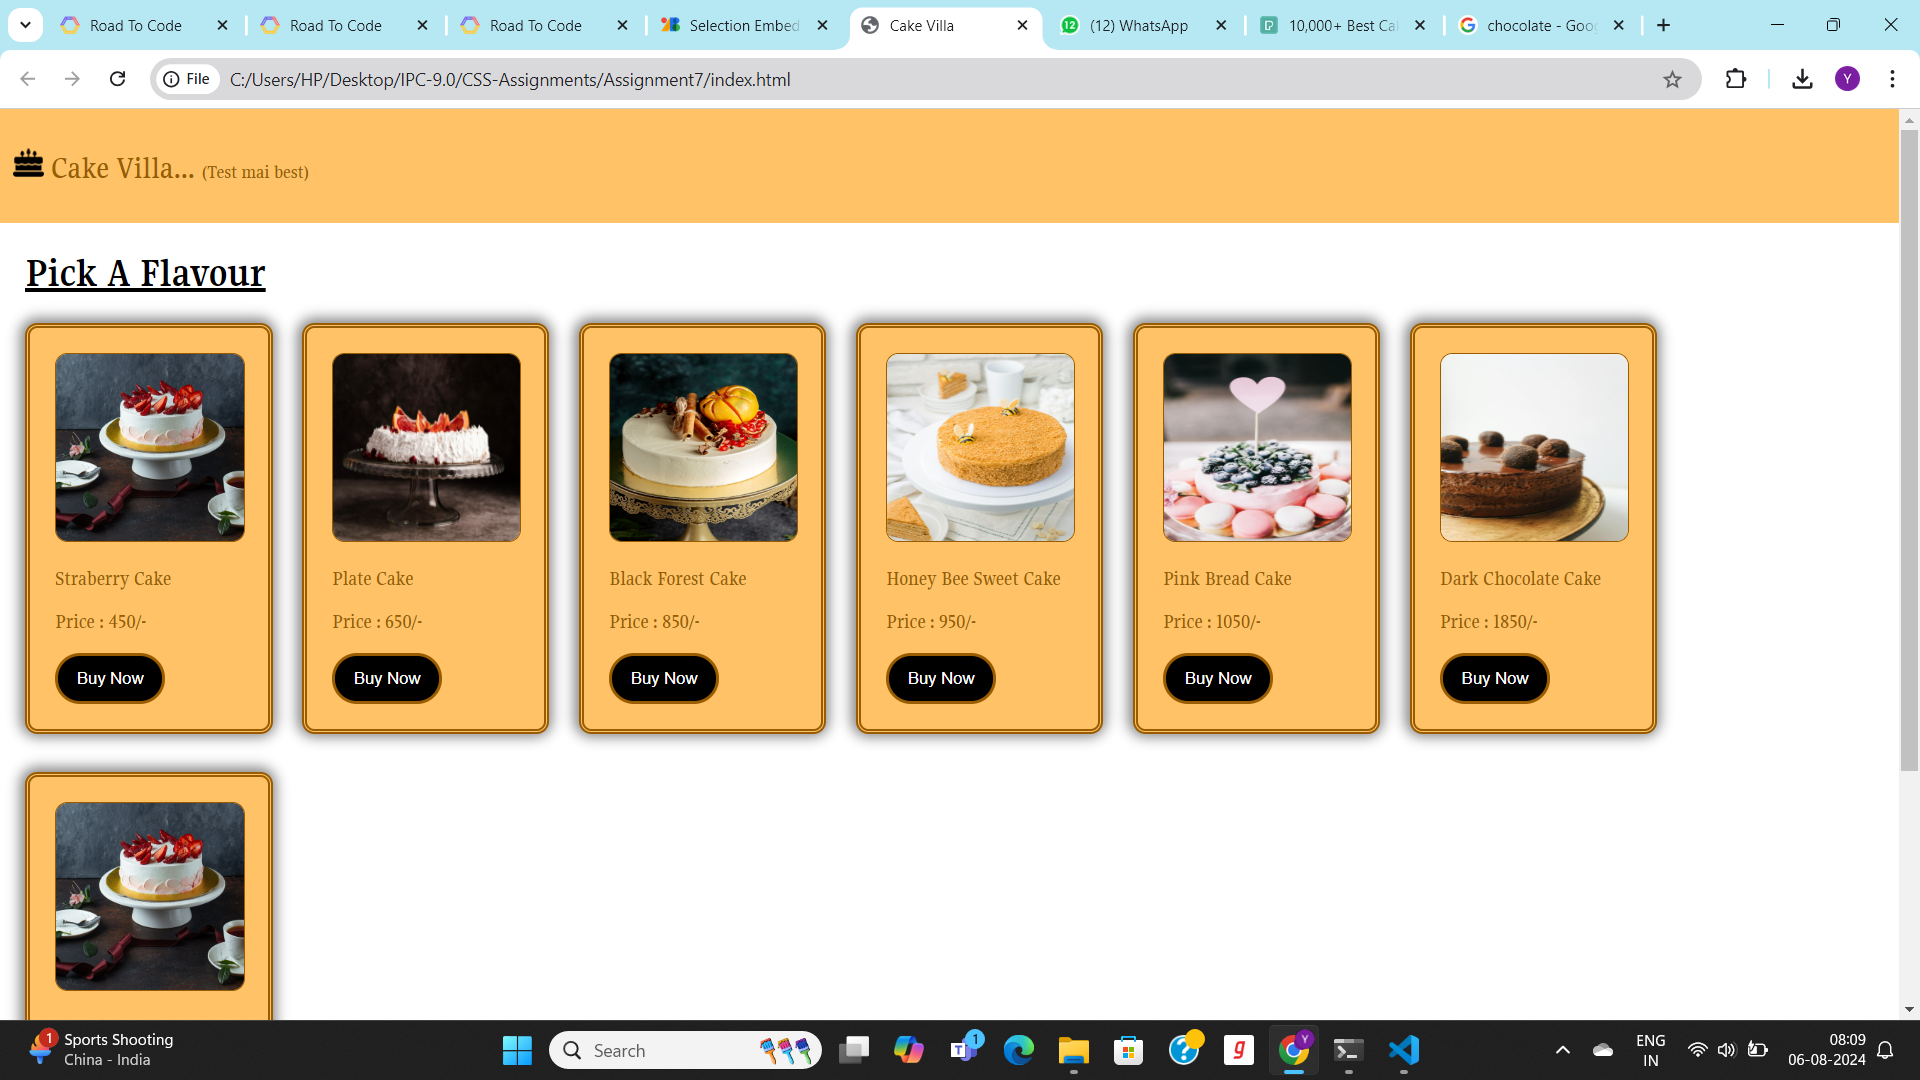 Road To Code
Road To Code
Road To Code
Selection Embed
Cake Villa
(12) WhatsApp
10,000+ Best Ca
chocolate - Goo
File
C:/Users/HP/Desktop/IPC-9.0/CSS-Assignments/Assignment7/index.html
Y
Cake Villa... (Test mai best)
Pick A Flavour
Straberry Cake
Price : 450/-
Buy Now
Plate Cake
Price : 650/-
Buy Now
Black Forest Cake
Price : 850/-
Buy Now
Honey Bee Sweet Cake
Price : 950/-
Buy Now
Pink Bread Cake
Price : 1050/-
Buy Now
Dark Chocolate Cake
Price : 1850/-
Buy Now
1
Sports Shooting
China - India
Search
1
Y
ENG
IN
08:09
06-08-2024